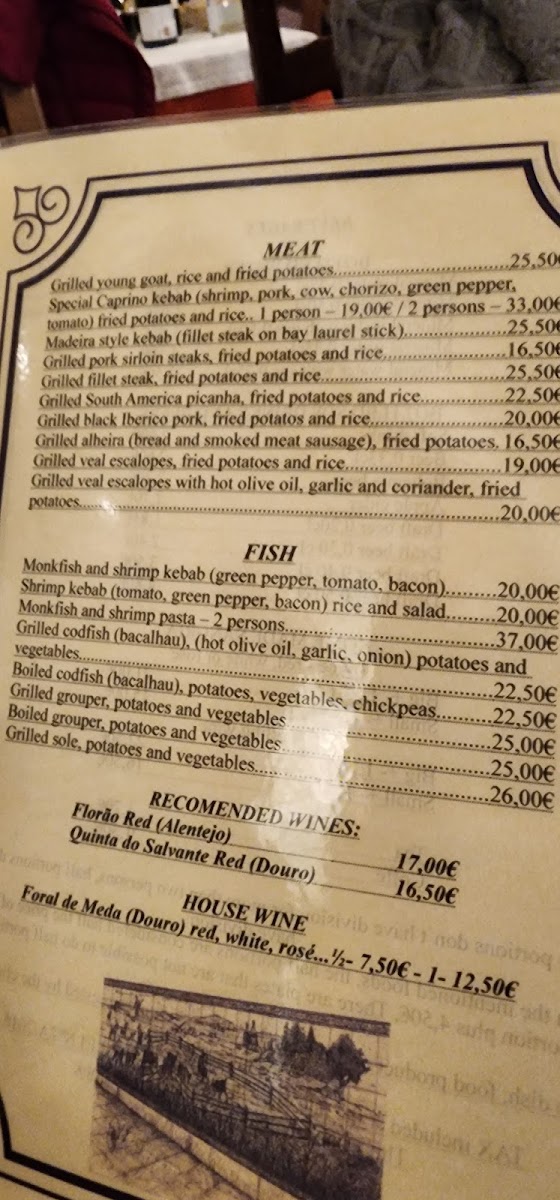 MEAT
Grilled young goat, rice and fried potatoes..............................25,50€
Special Caprino kebab (shrimp, pork, cow, chorizo, green pepper,
tomato) fried potatoes and rice.. 1 person – 19,00€ / 2 persons – 33,00€
Madeira style kebab (fillet steak on bay laurel stick)..................25,50€
Grilled pork sirloin steaks, fried potatoes and rice......................16,50€
Grilled fillet steak, fried potatoes and rice................................25,50€
Grilled South America picanha, fried potatoes and rice..............22,50€
Grilled black Iberico pork, fried potatos and rice.......................20,00€
Grilled alheira (bread and smoked meat sausage), fried potatoes. 16,50€
Grilled veal escalopes, fried potatoes and rice..........................19,00€
Grilled veal escalopes with hot olive oil, garlic and coriander, fried
potatoes.........................................................................20,00€
FISH
Monkfish and shrimp kebab (green pepper, tomato, bacon).........20,00€
Shrimp kebab (tomato, green pepper, bacon) rice and salad........20,00€
Monkfish and shrimp pasta – 2 persons....................................37,00€
Grilled codfish (bacalhau), (hot olive oil, garlic, onion) potatoes and
vegetables.......................................................................22,50€
Boiled codfish (bacalhau), potatoes, vegetables, chickpeas.........22,50€
Grilled grouper, potatoes and vegetables..................................25,00€
Boiled grouper, potatoes and vegetables...................................25,00€
Grilled sole, potatoes and vegetables.......................................26,00€
RECOMENDED WINES:
Florão Red (Alentejo) 17,00€
Quinta do Salvante Red (Douro) 16,50€
HOUSE WINE
Foral de Meda (Douro) red, white, rosé...½- 7,50€ - 1- 12,50€